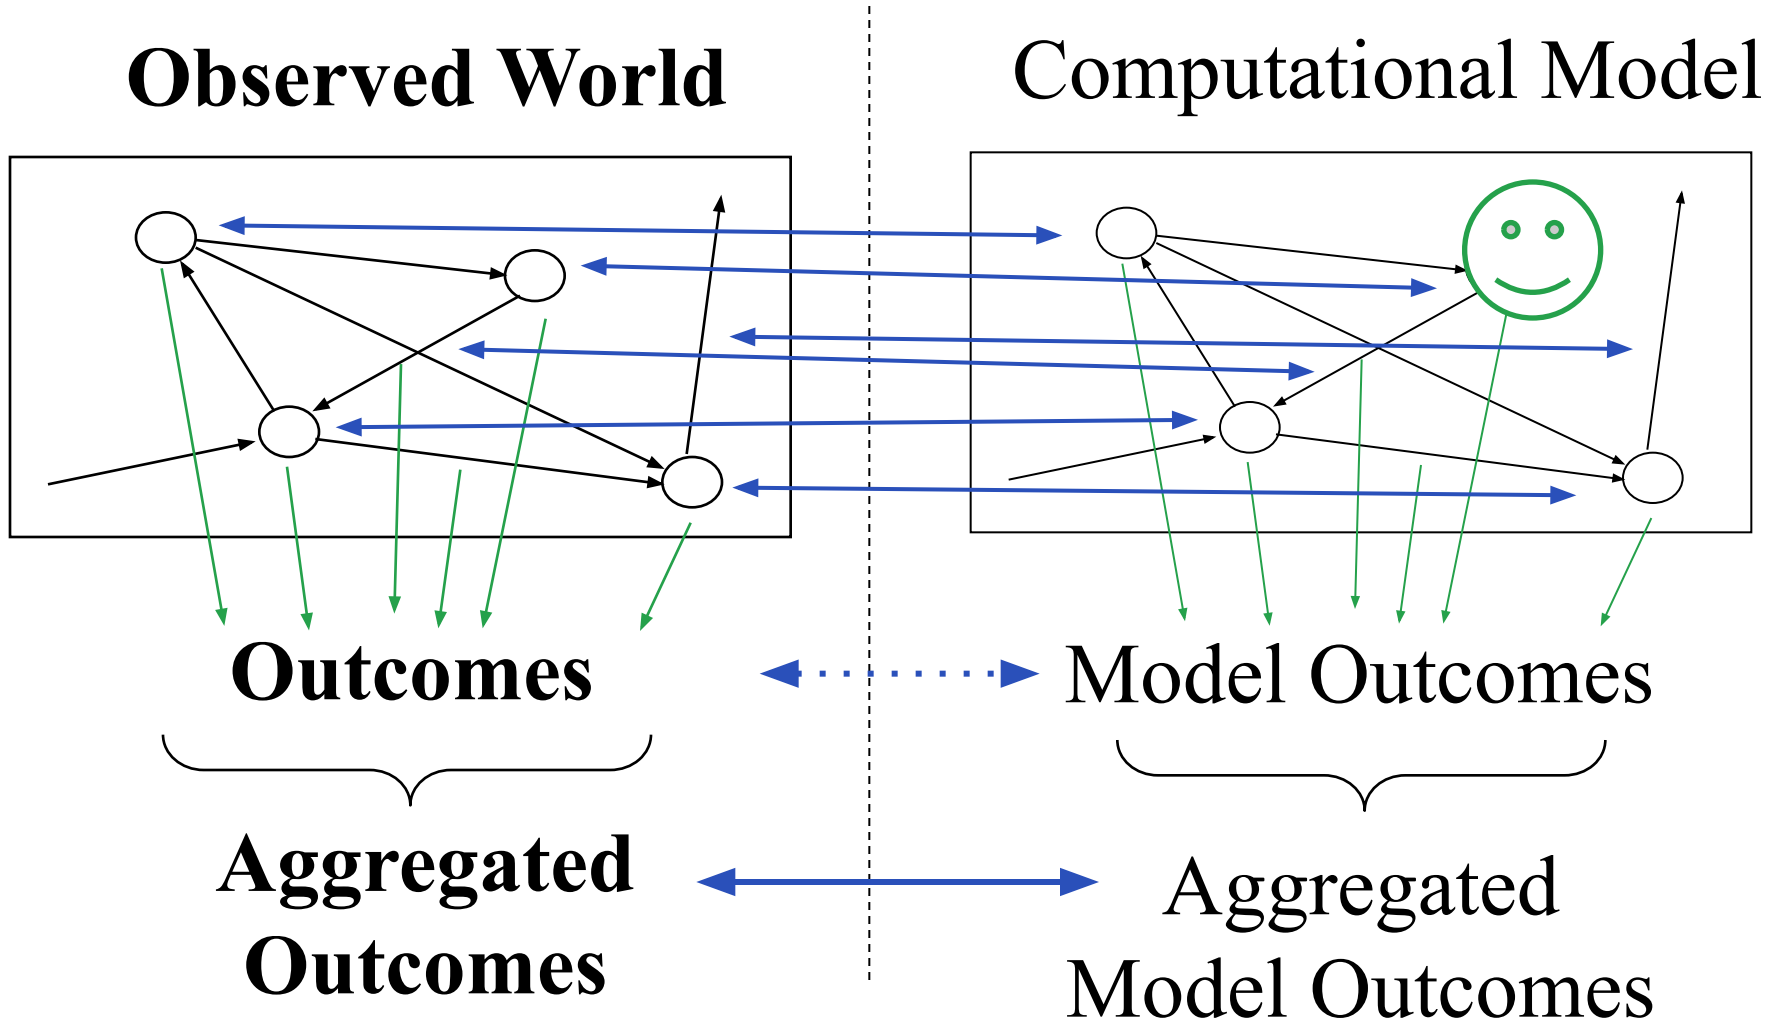 Observed World
Computational Model
Outcomes
Model Outcomes
Aggregated
Outcomes
Aggregated
Model Outcomes